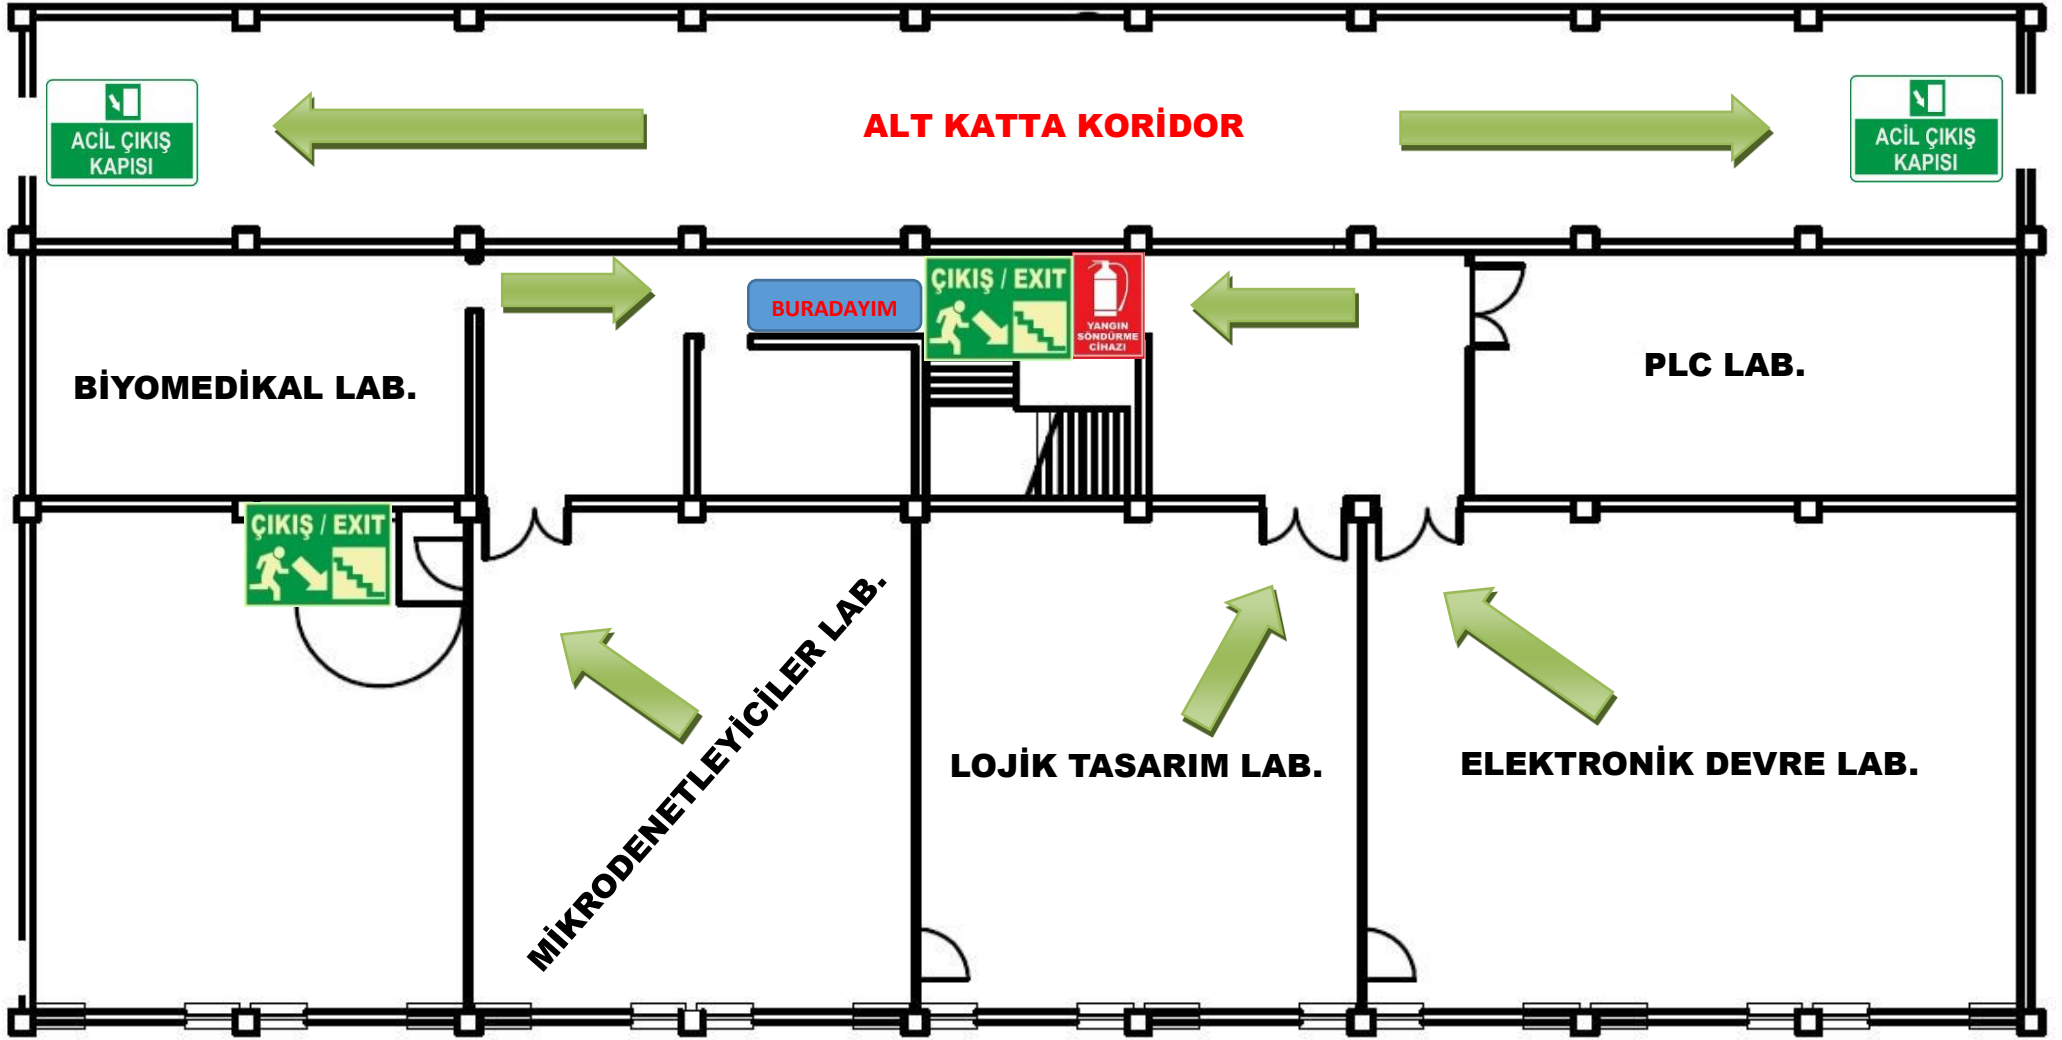 ACİL ÇIKIŞ
KAPISI
ALT KATTA KORİDOR
ACİL ÇIKIŞ
KAPISI
BURADAYIM
ÇIKIŞ / EXIT
YANGIN
SÖNDÜRME
CİHAZI
BİYOMEDİKAL LAB.
PLC LAB.
ÇIKIŞ / EXIT
MİKRODENETLEYİCİLER LAB.
LOJİK TASARIM LAB.
ELEKTRONİK DEVRE LAB.